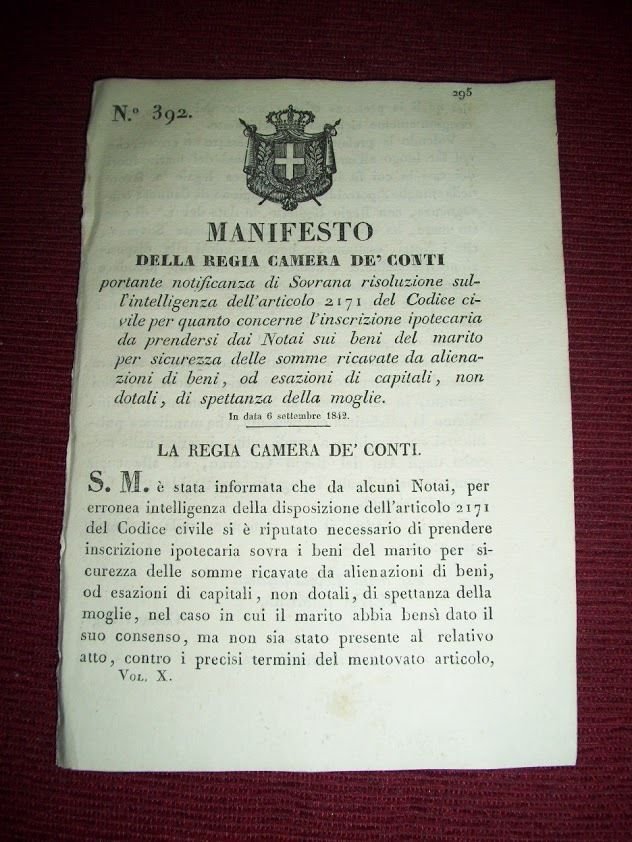 295
N.º 392.
MANIFESTO
DELLA REGIA CAMERA DE' CONTI
portante notificanza di Sovrana risoluzione sul-
l'intelligenza dell'articolo 2171 del Codice ci-
vile per quanto concerne l'inscrizione ipotecaria
da prendersi dai Notai sui beni del marito
per sicurezza delle somme ricavate da aliena-
zioni di beni, od esazioni di capitali, non
dotali, di spettanza della moglie.
In data 6 settembre 1842.
LA REGIA CAMERA DE' CONTI.
S. M. è stata informata che da alcuni Notai, per
erronea intelligenza della disposizione dell'articolo 2171
del Codice civile si è riputato necessario di prendere
inscrizione ipotecaria sovra i beni del marito per si-
curezza delle somme ricavate da alienazioni di beni,
od esazioni di capitali, non dotali, di spettanza della
moglie, nel caso in cui il marito abbia bensì dato il
suo consenso, ma non sia stato presente al relativo
atto, contro i precisi termini del mentovato articolo,
VOL. X.